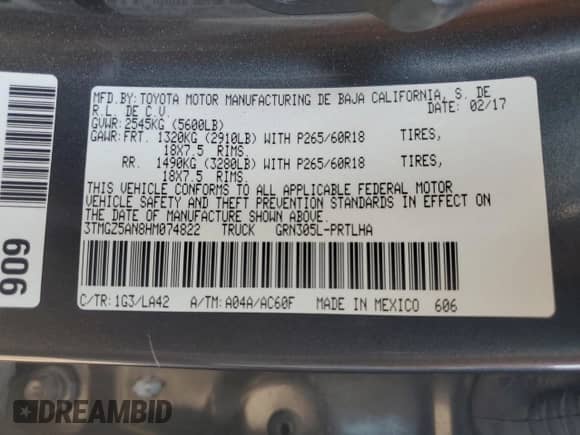 MFD.BY:TOYOTA MOTOR MANUFACTURING DE BAJA CALIFORNIA, S. DE
R.L. DE C.V. DATE: 02/17
GVWR:2545KG (5600LB)
GAWR:FRT. 1320KG (2910LB) WITH P265/60R18 TIRES,
18X7.5 RIMS.
RR. 1490KG (3280LB) WITH P265/60R18 TIRES,
18X7.5 RIMS.
THIS VEHICLE CONFORMS TO ALL APPLICABLE FEDERAL MOTOR
VEHICLE SAFETY AND THEFT PREVENTION STANDARDS IN EFFECT ON
THE DATE OF MANUFACTURE SHOWN ABOVE.
3TMGZ5AN8HM074822 TRUCK GRN305L-PRTLHA
C/TR:1G3/LA42 A/TM:A04A/AC60F MADE IN MEXICO 606
909
DREAMBID